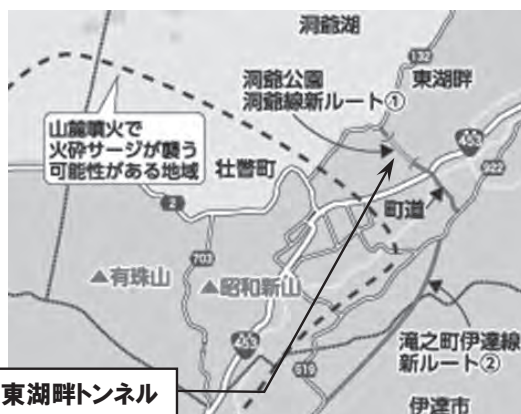 洞爺湖
132
洞爺公園
洞爺線新ルート①
東湖畔
453
922
山麓噴火で
火砕サージが襲う
可能性がある地域
壮瞥町
町道
2
703
▲有珠山
▲昭和新山
453
519
滝之町伊達線
新ルート②
伊達市
東湖畔トンネル